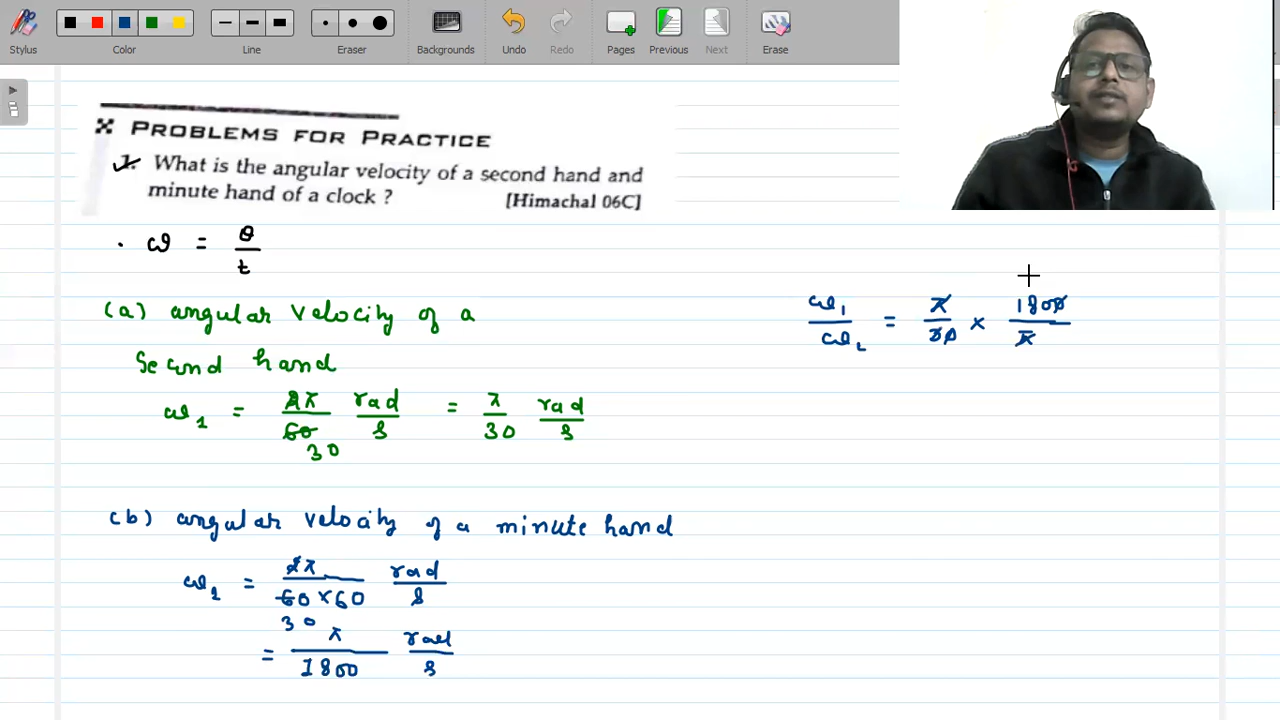 Stylus
Color
Line
Eraser
Backgrounds
Undo
Redo
Pages
Previous
Next
Erase
PROBLEMS FOR PRACTICE
1. What is the angular velocity of a second hand and
minute hand of a clock ? [Himachal 06C]
. ω = θ/t
(a) angular velocity of a
second hand
ω1 = 2π/60 rad/s = π/30 rad/s
30
(b) angular velocity of a minute hand
ω2 = 2π/60×60 rad/s
30
= π/1800 rad/s
ω1/ω2 = π/30 × 1800/π